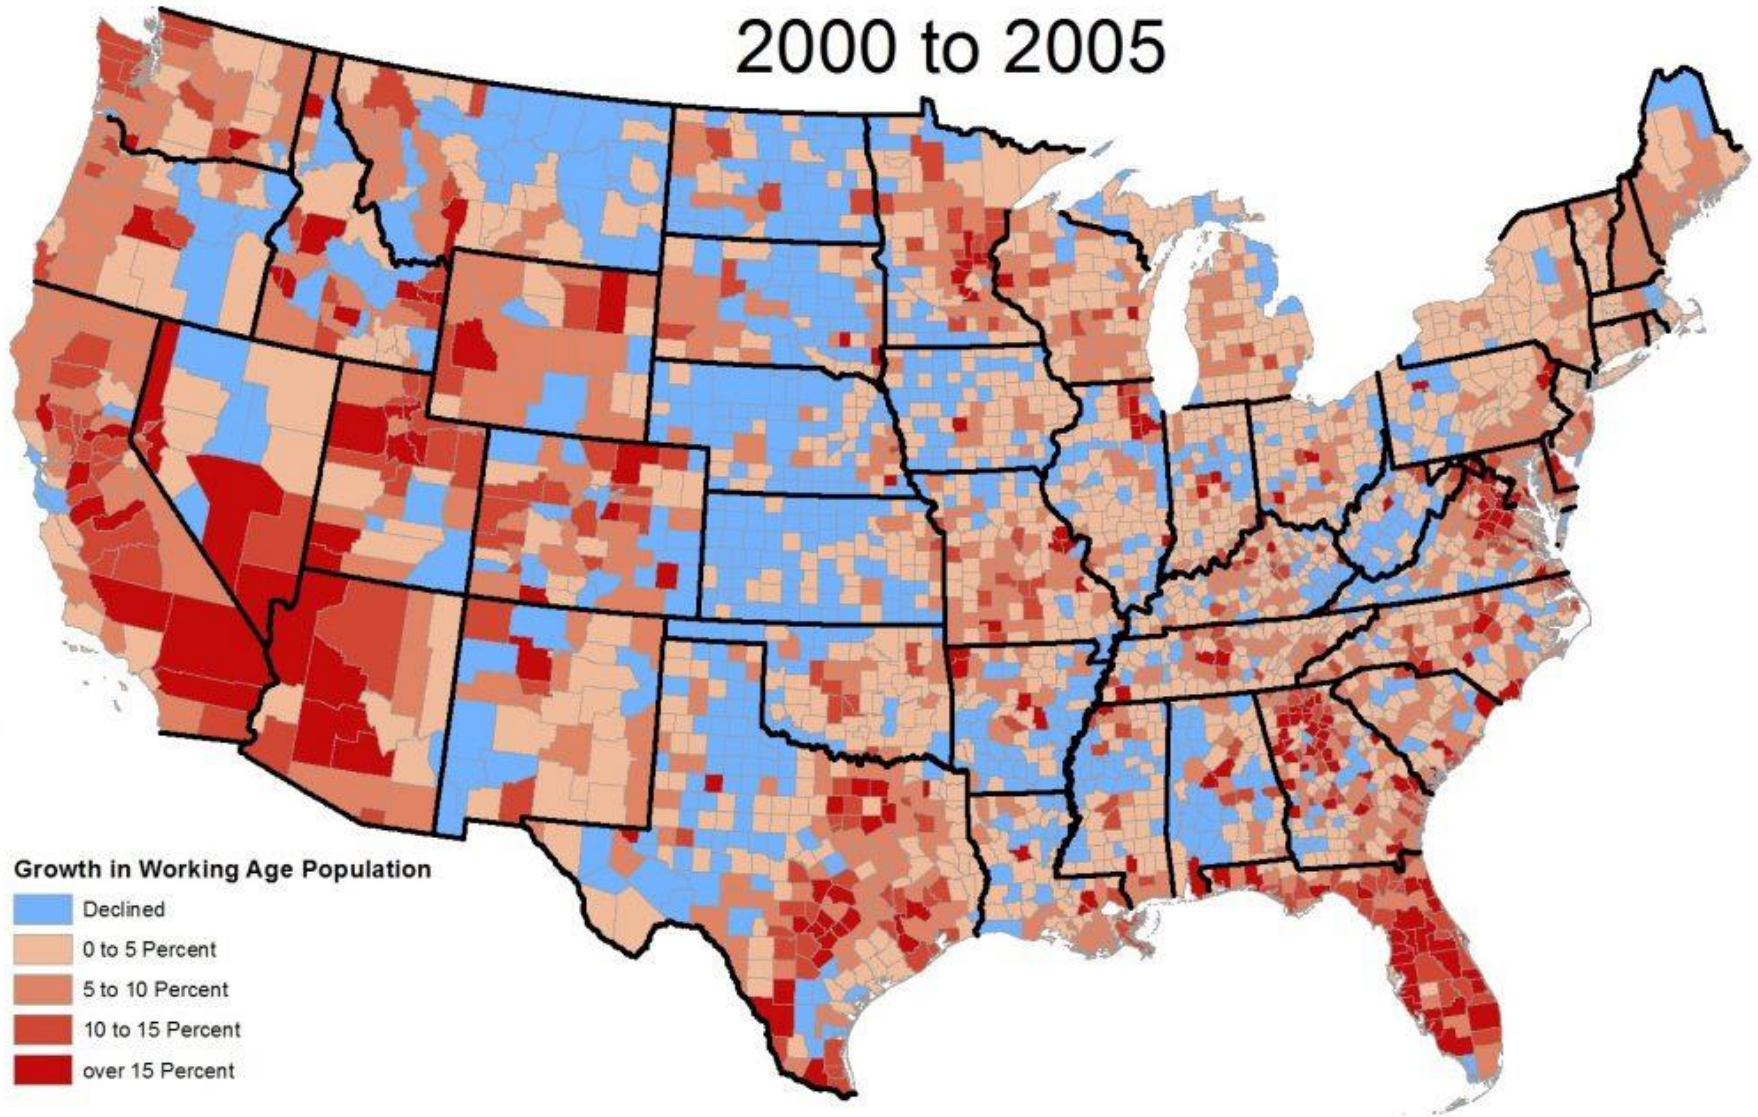 2000 to 2005
Growth in Working Age Population
Declined
0 to 5 Percent
5 to 10 Percent
10 to 15 Percent
over 15 Percent